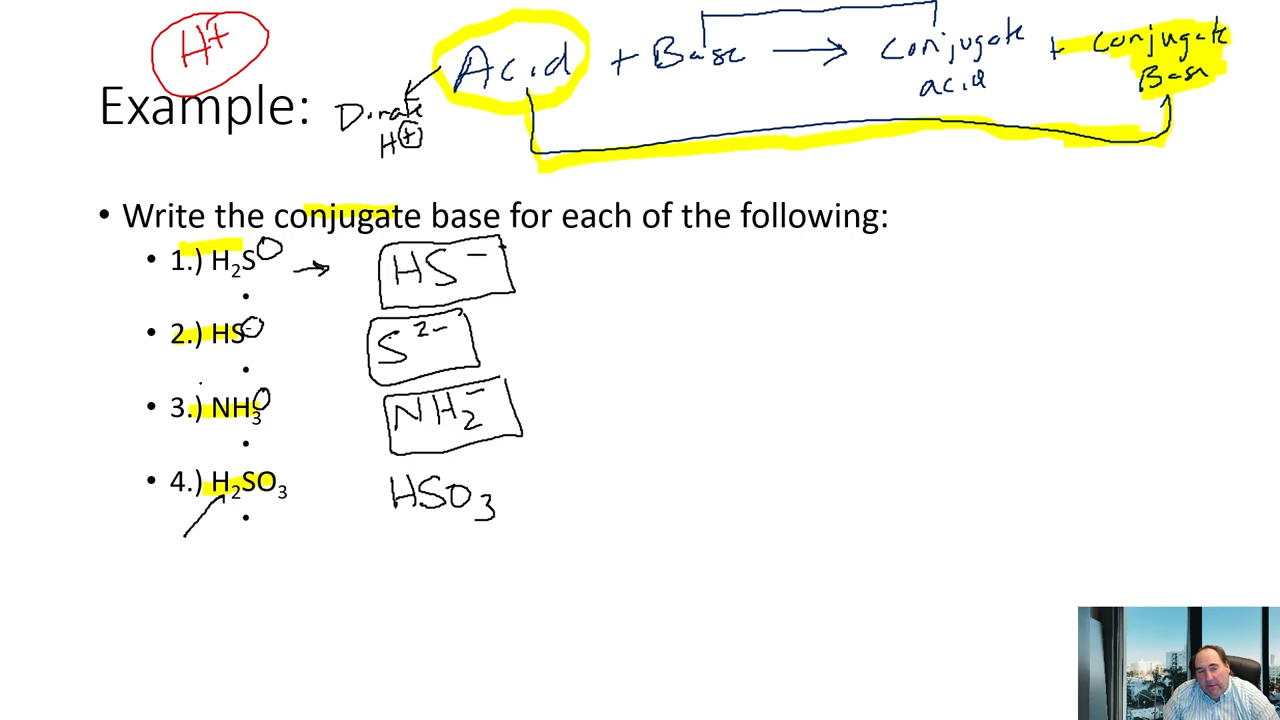 H+
Acid + Base → Conjugate acid + Conjugate Base
Example:
Donate
H+
• Write the conjugate base for each of the following:
• 1.) H₂S → HS⁻
• 2.) HS⁻ S²⁻
• 3.) NH₃ NH₂⁻
• 4.) H₂SO₃ HSO₃